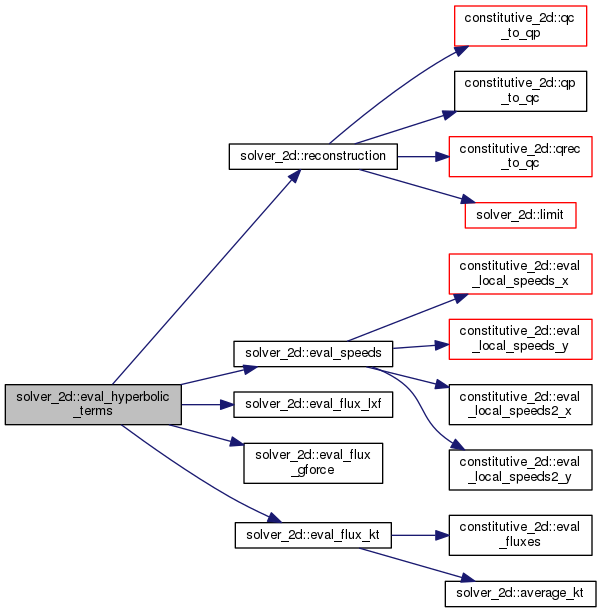 constitutive_2d::qc
_to_qp
constitutive_2d::qp
_to_qc
solver_2d::reconstruction
constitutive_2d::qrec
_to_qc
solver_2d::limit
constitutive_2d::eval
_local_speeds_x
solver_2d::eval_speeds
constitutive_2d::eval
_local_speeds_y
solver_2d::eval_hyperbolic
_terms
solver_2d::eval_flux_lxf
constitutive_2d::eval
_local_speeds2_x
solver_2d::eval_flux
_gforce
constitutive_2d::eval
_local_speeds2_y
solver_2d::eval_flux_kt
constitutive_2d::eval
_fluxes
solver_2d::average_kt